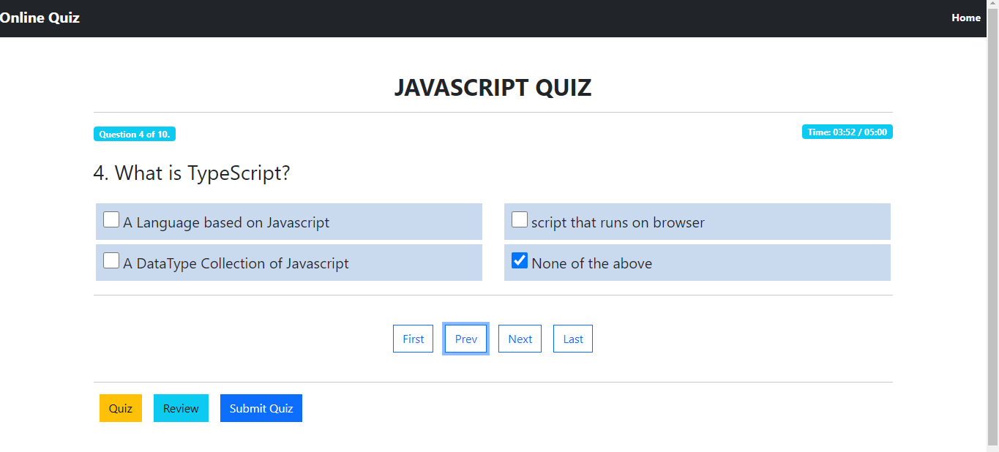 Online Quiz
Home
JAVASCRIPT QUIZ
Question 4 of 10.
Time: 03:52 / 05:00
4. What is TypeScript?
A Language based on Javascript
script that runs on browser
A DataType Collection of Javascript
None of the above
First
Prev
Next
Last
Quiz
Review
Submit Quiz